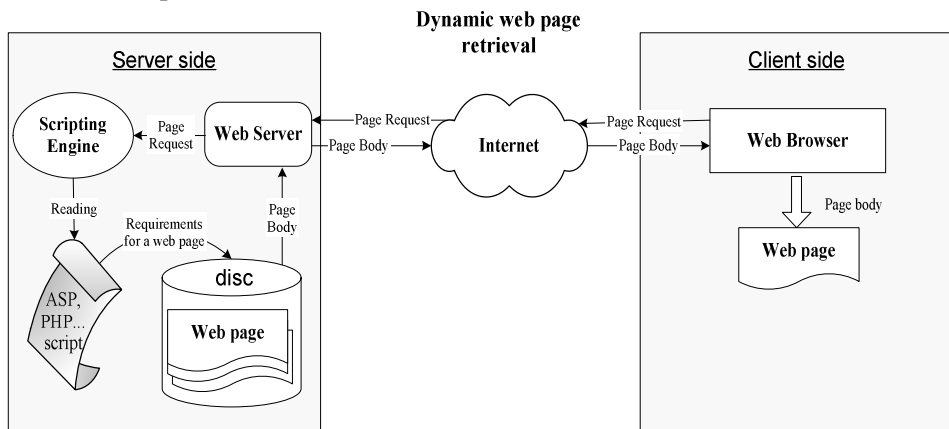 Dynamic web page
retrieval
Server side
Client side
Scripting
Engine
Page
Request
Web Server
Page Request
Page Body
Internet
Page Request
Page Body
Web Browser
Reading
Requirements
for a web page
Page
Body
Page body
Web page
ASP,
PHP...
script
disc
Web page